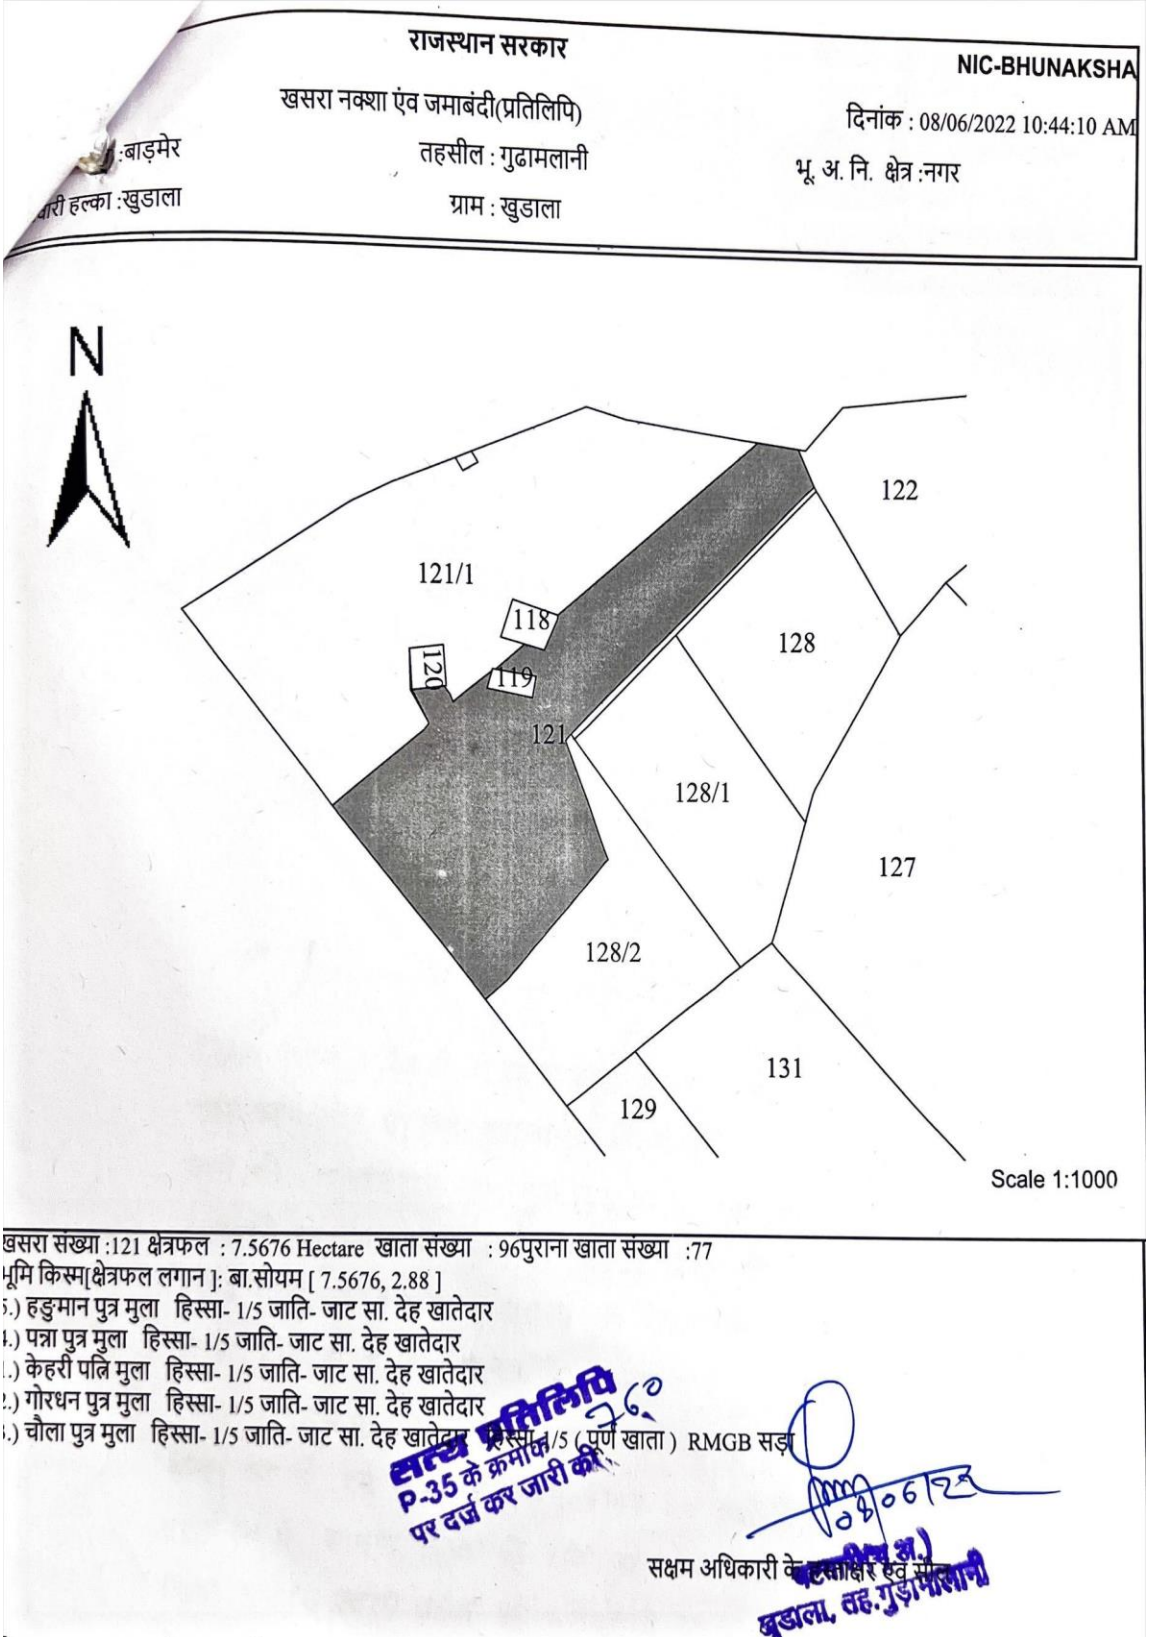 राजस्थान सरकार
NIC-BHUNAKSHA
खसरा नक्शा एंव जमाबंदी(प्रतिलिपि)
दिनांक : 08/06/2022 10:44:10 AM
:बाड़मेर
तहसील : गुढामलानी
भू. अ. नि. क्षेत्र :नगर
वारी हल्का :खुडाला
ग्राम : खुडाला
N
122
121/1
118
128
120
119
121
128/1
127
128/2
131
129
Scale 1:1000
खसरा संख्या :121 क्षेत्रफल : 7.5676 Hectare खाता संख्या : 96पुराना खाता संख्या :77
भूमि किस्म[क्षेत्रफल लगान ]: बा.सोयम [ 7.5676, 2.88 ]
5.) हड्डुमान पुत्र मुला हिस्सा- 1/5 जाति- जाट सा. देह खातेदार
4.) पन्ना पुत्र मुला हिस्सा- 1/5 जाति- जाट सा. देह खातेदार
.) केहरी पत्नि मुला हिस्सा- 1/5 जाति- जाट सा. देह खातेदार
.) गोरधन पुत्र मुला हिस्सा- 1/5 जाति- जाट सा. देह खातेदार
.) चौला पुत्र मुला हिस्सा- 1/5 जाति- जाट सा. देह खातेदार हिस्सा 1/5 ( पूर्ण खाता ) RMGB सड़ा
सत्य प्रतिलिपि
P-35 के क्रमांक 760
पर दर्ज कर जारी की
08/06/22
सक्षम अधिकारी के हस्ताक्षर एवं सील
खुडाला, तह.गुड़ामालानी